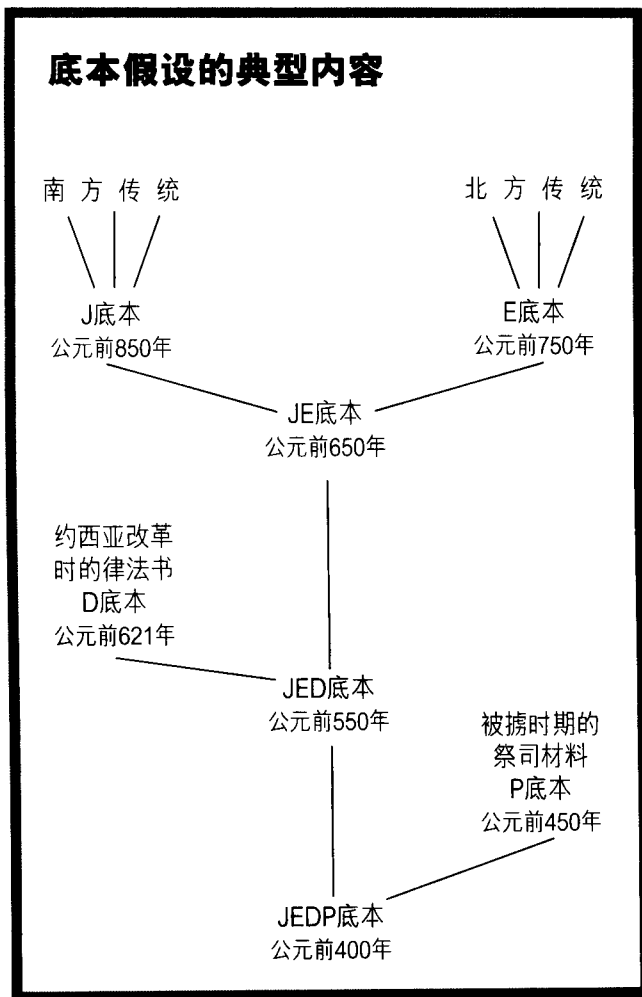 底本假设的典型内容
南方传统
北方传统
J底本
公元前850年
E底本
公元前750年
JE底本
公元前650年
约西亚改革
时的律法书
D底本
公元前621年
JED底本
公元前550年
被掳时期的
祭司材料
P底本
公元前450年
JEDP底本
公元前400年